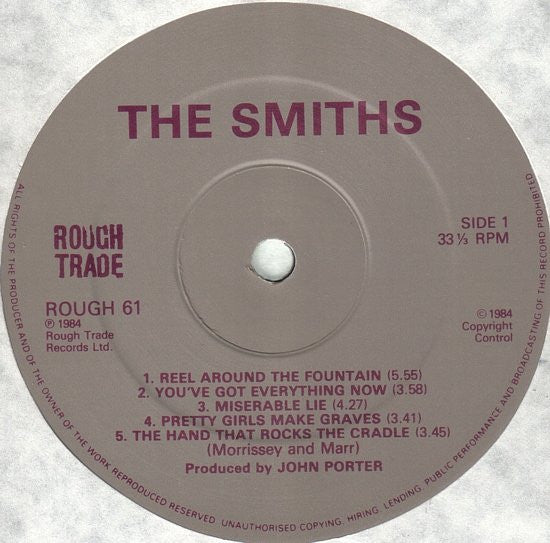 THE SMITHS
ROUGH
TRADE
ROUGH 61
℗ 1984
Rough Trade
Records Ltd.
SIDE 1
33 ⅓ RPM
© 1984
Copyright
Control
1. REEL AROUND THE FOUNTAIN (5.55)
2. YOU'VE GOT EVERYTHING NOW (3.58)
3. MISERABLE LIE (4.27)
4. PRETTY GIRLS MAKE GRAVES (3.41)
5. THE HAND THAT ROCKS THE CRADLE (3.45)
(Morrissey and Marr)
Produced by JOHN PORTER
ALL RIGHTS OF THE PRODUCER AND OF THE OWNER OF THE WORK REPRODUCED RESERVED. UNAUTHORISED COPYING, HIRING, LENDING, PUBLIC PERFORMANCE AND BROADCASTING OF THIS RECORD PROHIBITED